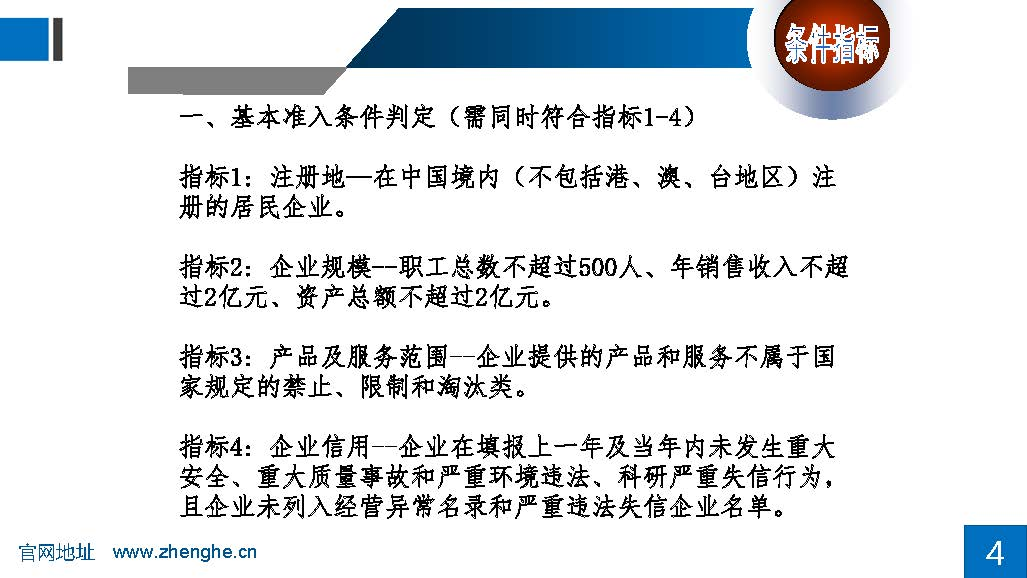 条件指标
一、基本准入条件判定（需同时符合指标1-4）
指标1：注册地—在中国境内（不包括港、澳、台地区）注
册的居民企业。
指标2：企业规模--职工总数不超过500人、年销售收入不超
过2亿元、资产总额不超过2亿元。
指标3：产品及服务范围--企业提供的产品和服务不属于国
家规定的禁止、限制和淘汰类。
指标4：企业信用--企业在填报上一年及当年内未发生重大
安全、重大质量事故和严重环境违法、科研严重失信行为，
且企业未列入经营异常名录和严重违法失信企业名单。
官网地址 www.zhenghe.cn
4